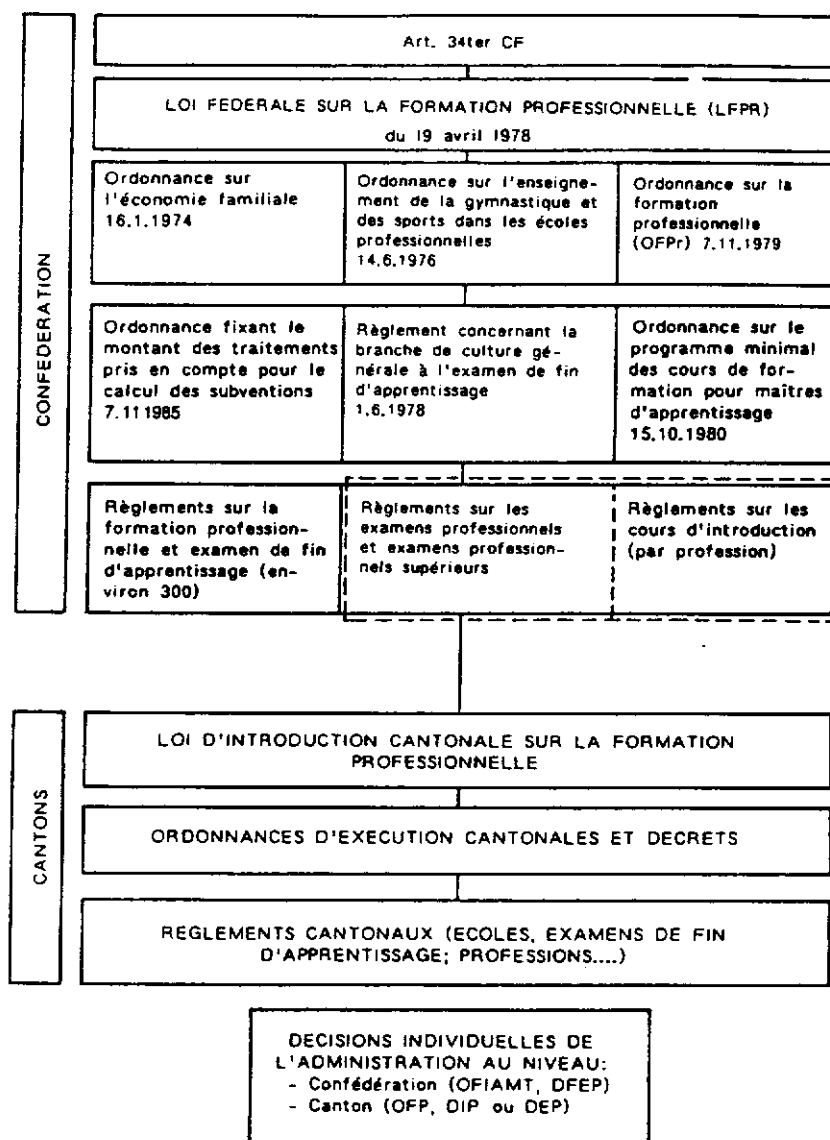 Art. 34ter CF
LOI FEDERALE SUR LA FORMATION PROFESSIONNELLE (LFPR)
du 19 avril 1978
CONFEDERATION
Ordonnance sur
l'économie familiale
16.1.1974
Ordonnance sur l'enseigne-
ment de la gymnastique et
des sports dans les écoles
professionnelles
14.6.1976
Ordonnance sur la
formation
professionnelle
(OFPr) 7.11.1979
Ordonnance fixant le
montant des traitements
pris en compte pour le
calcul des subventions
7.11 1985
Règlement concernant la
branche de culture gé-
nérale à l'examen de fin
d'apprentissage
1.6.1978
Ordonnance sur le
programme minimal
des cours de for-
mation pour maîtres
d'apprentissage
15.10.1980
Règlements sur la
formation profession-
nelle et examen de fin
d'apprentissage (en-
viron 300)
Règlements sur les
examens professionnels
et examens profession-
nels supérieurs
Règlements sur les
cours d'introduction
(par profession)
CANTONS
LOI D'INTRODUCTION CANTONALE SUR LA FORMATION
PROFESSIONNELLE
ORDONNANCES D'EXECUTION CANTONALES ET DECRETS
REGLEMENTS CANTONAUX (ECOLES, EXAMENS DE FIN
D'APPRENTISSAGE; PROFESSIONS....)
DECISIONS INDIVIDUELLES DE
L'ADMINISTRATION AU NIVEAU:
- Confédération (OFIAMT, DFEP)
- Canton (OFP, DIP ou DEP)